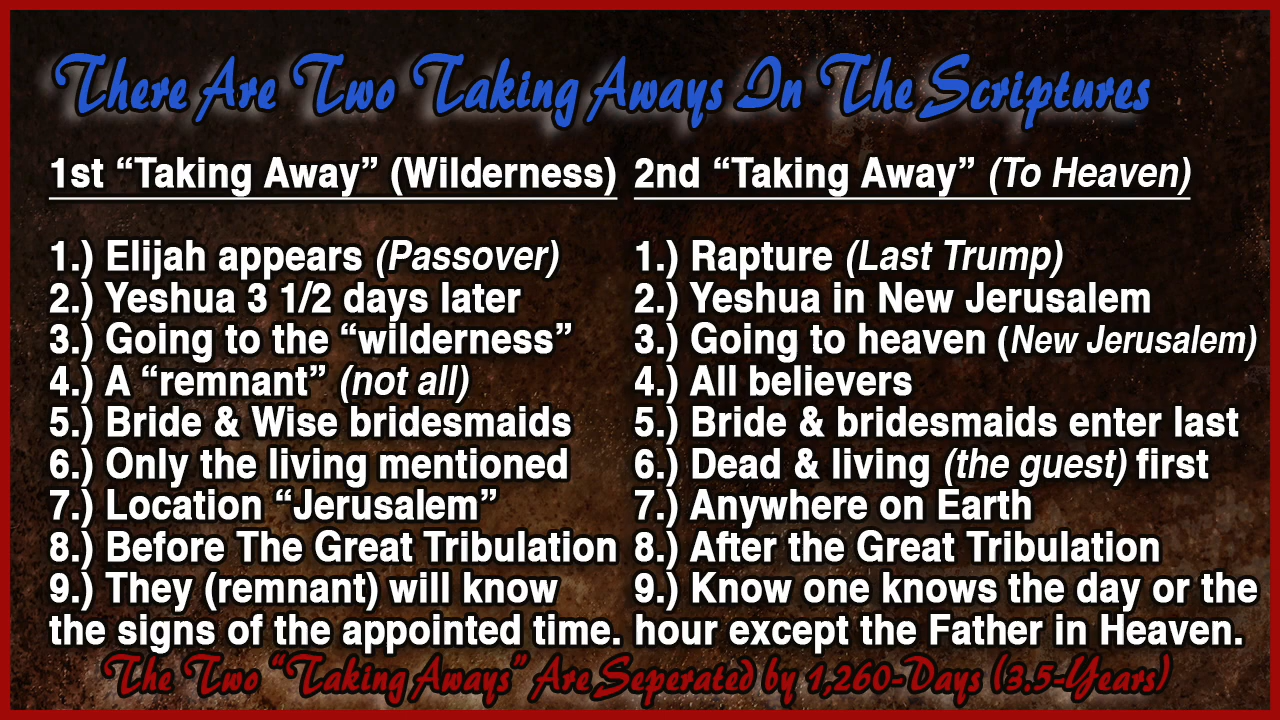 There Are Two Taking Aways In The Scriptures
1st “Taking Away” (Wilderness)
1.) Elijah appears (Passover)
2.) Yeshua 3 1/2 days later
3.) Going to the “wilderness”
4.) A “remnant” (not all)
5.) Bride & Wise bridesmaids
6.) Only the living mentioned
7.) Location “Jerusalem”
8.) Before The Great Tribulation
9.) They (remnant) will know
the signs of the appointed time.
2nd “Taking Away” (To Heaven)
1.) Rapture (Last Trump)
2.) Yeshua in New Jerusalem
3.) Going to heaven (New Jerusalem)
4.) All believers
5.) Bride & bridesmaids enter last
6.) Dead & living (the guest) first
7.) Anywhere on Earth
8.) After the Great Tribulation
9.) Know one knows the day or the
hour except the Father in Heaven.
The Two “Taking Aways” Are Seperated by 1,260-Days (3.5-Years)